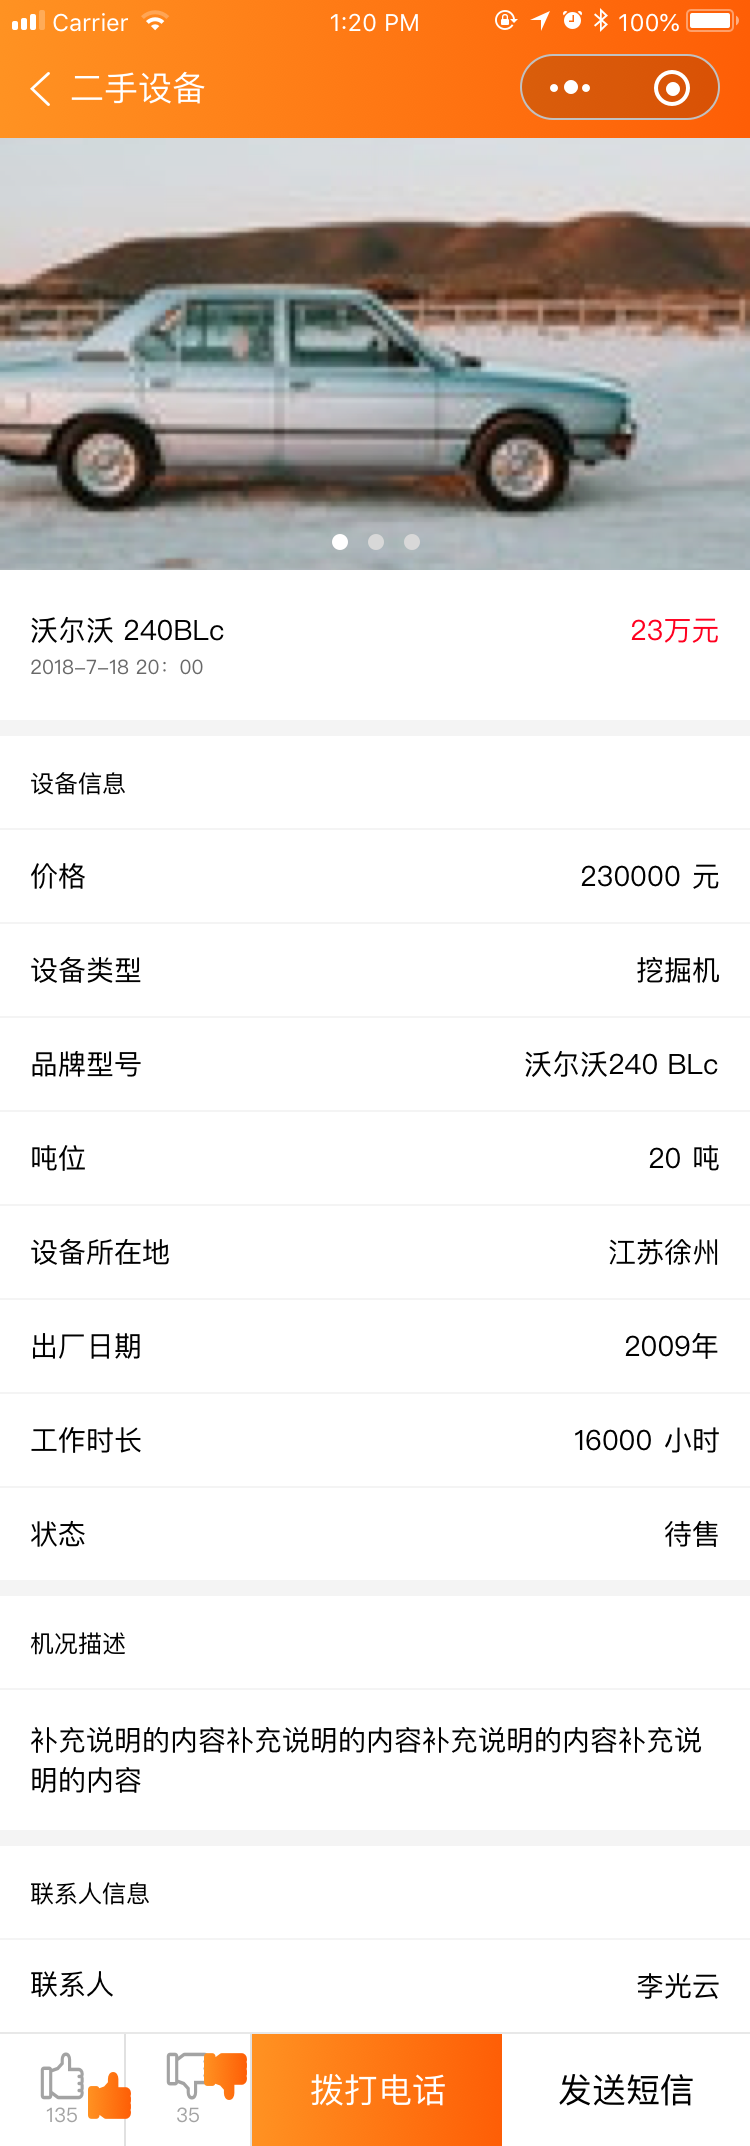 Carrier 1:20 PM 100%
二手设备
沃尔沃 240BLc 23万元
2018-7-18 20：00
设备信息
价格 230000 元
设备类型 挖掘机
品牌型号 沃尔沃240 BLc
吨位 20 吨
设备所在地 江苏徐州
出厂日期 2009年
工作时长 16000 小时
状态 待售
机况描述
补充说明的内容补充说明的内容补充说明的内容补充说
明的内容
联系人信息
联系人 李光云
135 35 拨打电话 发送短信